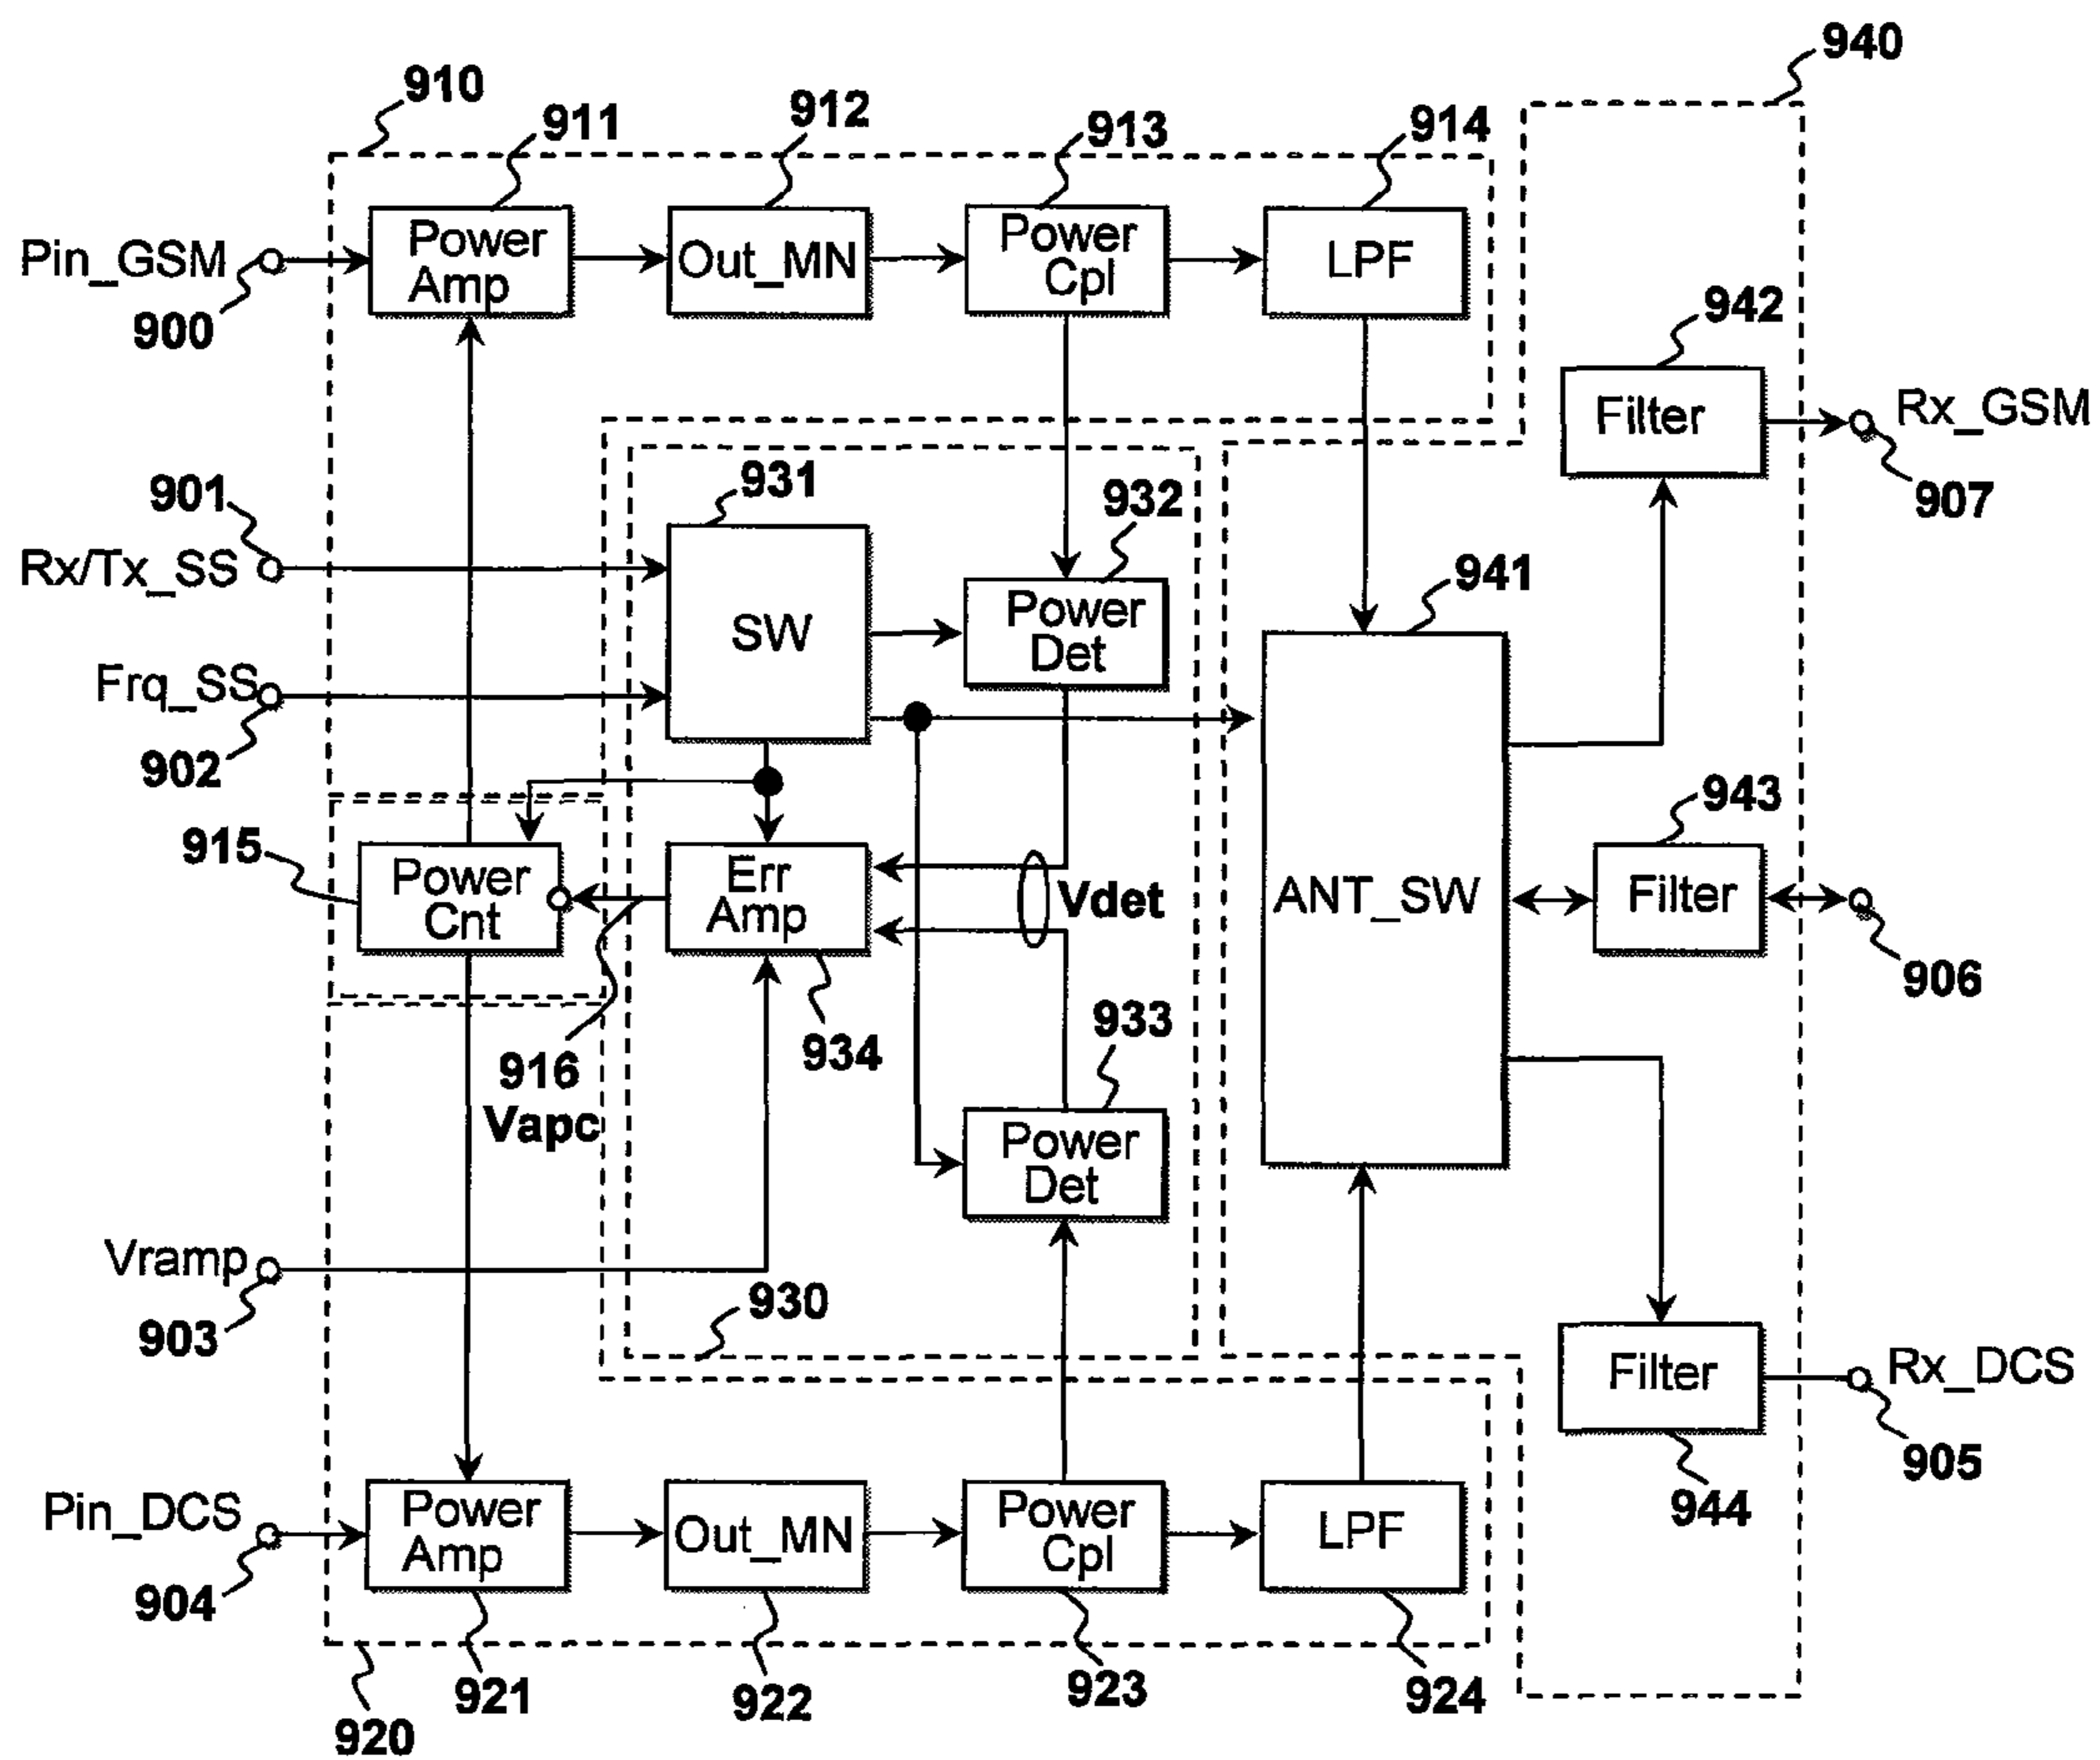 940
910
911
912
913
914
Pin_GSM
Power
Amp
Out_MN
Power
Cpl
LPF
900
942
Filter
Rx_GSM
907
901
931
932
Rx/Tx_SS
SW
Power
Det
941
Frq_SS
902
943
915
Power
Cnt
Err
Amp
Vdet
ANT_SW
Filter
906
916
Vapc
934
933
Power
Det
Vramp
903
930
Filter
Rx_DCS
905
944
Pin_DCS
Power
Amp
Out_MN
Power
Cpl
LPF
904
921
922
923
924
920